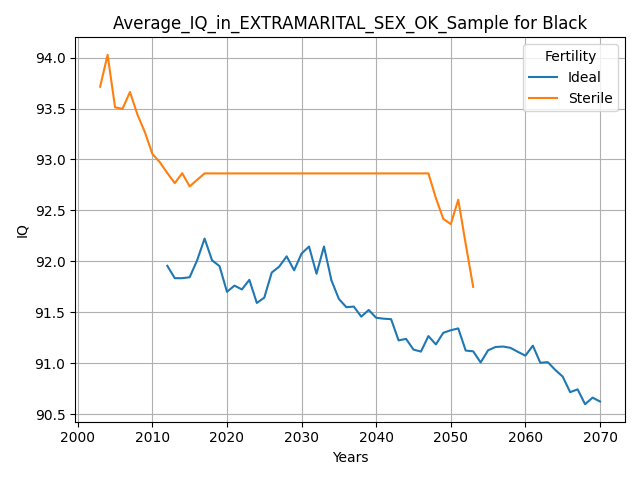 Average_IQ_in_EXTRAMARITAL_SEX_OK_Sample for Black
Fertility
Ideal
Sterile
IQ
94.0
93.5
93.0
92.5
92.0
91.5
91.0
90.5
2000 2010 2020 2030 2040 2050 2060 2070
Years